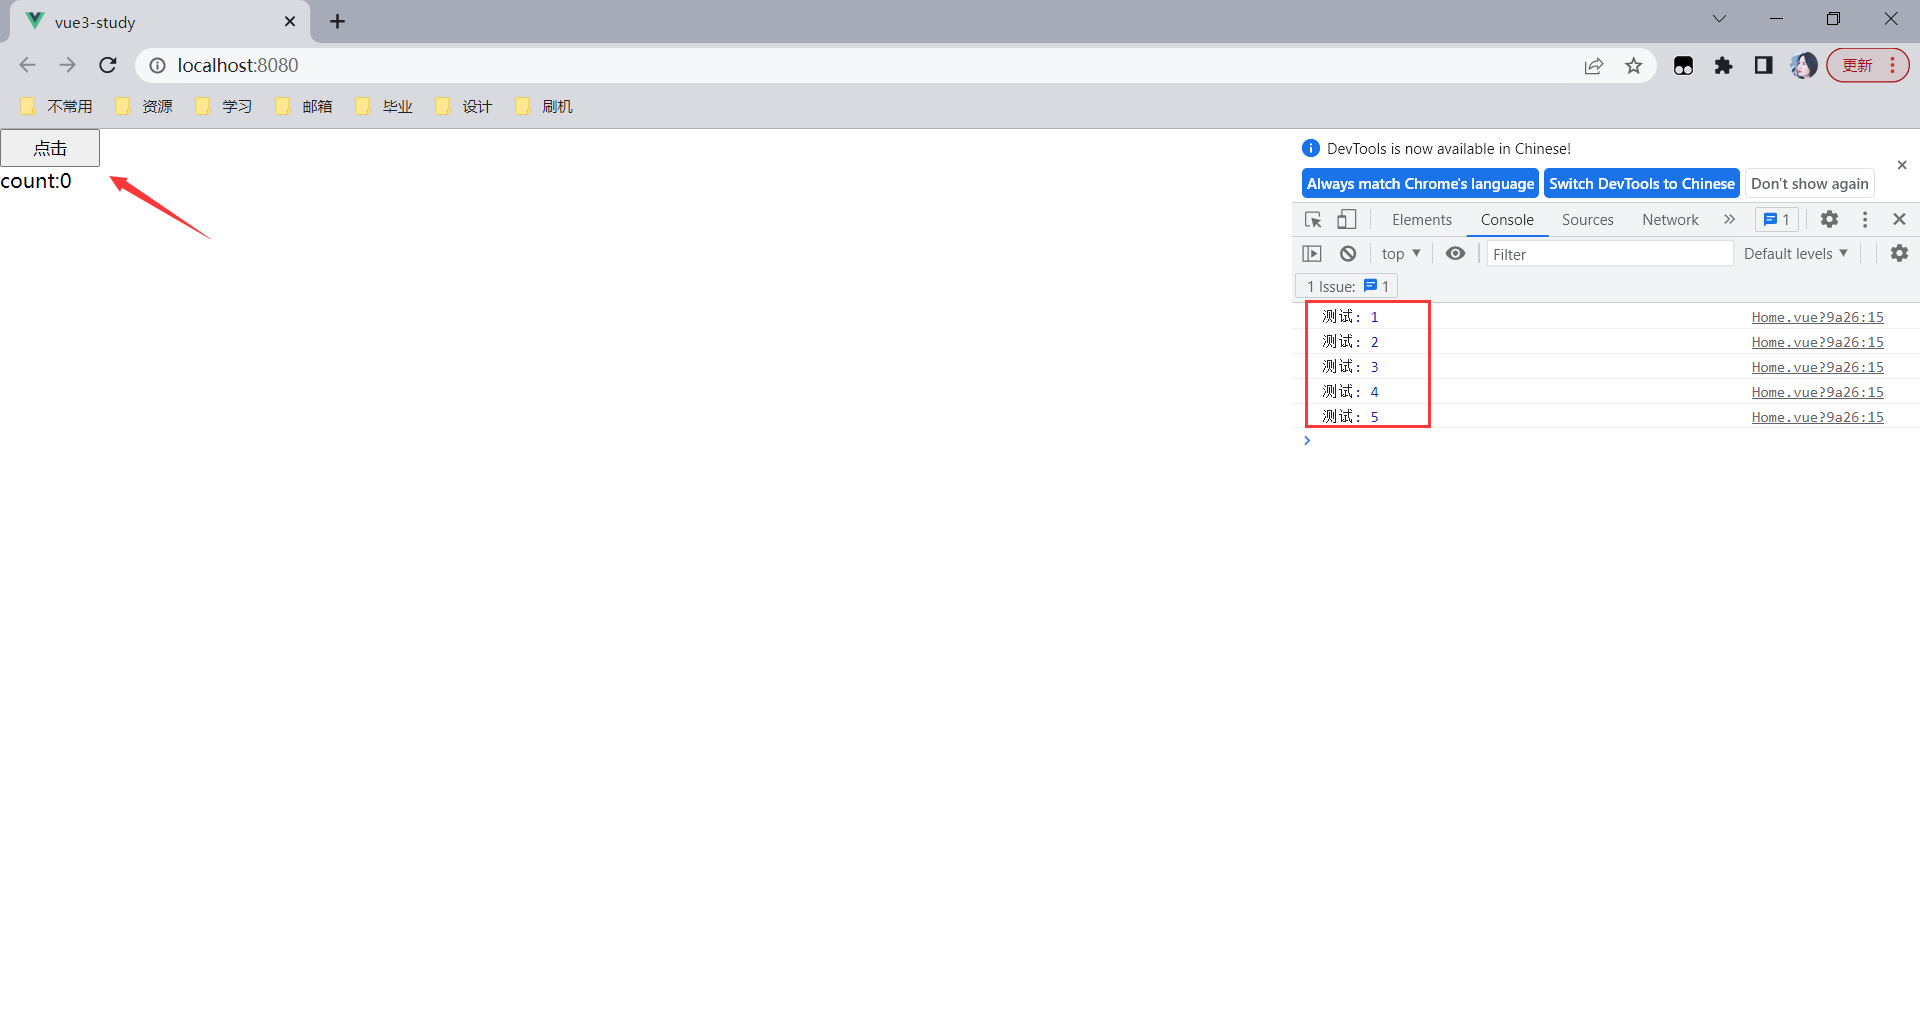 vue3-study
localhost:8080
更新
不常用 资源 学习 邮箱 毕业 设计 刷机
点击
count:0
DevTools is now available in Chinese!
Always match Chrome's language Switch DevTools to Chinese Don't show again
Elements Console Sources Network 1
top Filter Default levels
1 Issue: 1
测试: 1 Home.vue?9a26:15
测试: 2 Home.vue?9a26:15
测试: 3 Home.vue?9a26:15
测试: 4 Home.vue?9a26:15
测试: 5 Home.vue?9a26:15